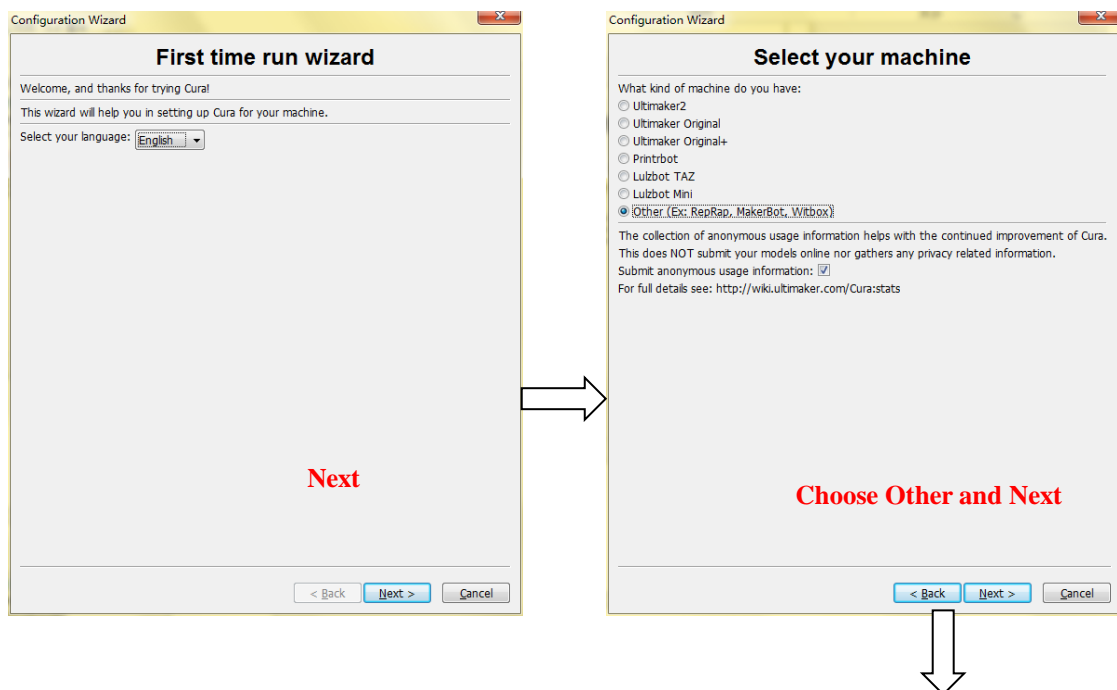 Configuration Wizard
First time run wizard
Welcome, and thanks for trying Cura!
This wizard will help you in setting up Cura for your machine.
Select your language: English
Next
< Back Next > Cancel
Configuration Wizard
Select your machine
What kind of machine do you have:
Ultimaker2
Ultimaker Original
Ultimaker Original+
Printrbot
Lulzbot TAZ
Lulzbot Mini
Other (Ex: RepRap, MakerBot, Witbox)
The collection of anonymous usage information helps with the continued improvement of Cura.
This does NOT submit your models online nor gathers any privacy related information.
Submit anonymous usage information:
For full details see: http://wiki.ultimaker.com/Cura:stats
Choose Other and Next
< Back Next > Cancel